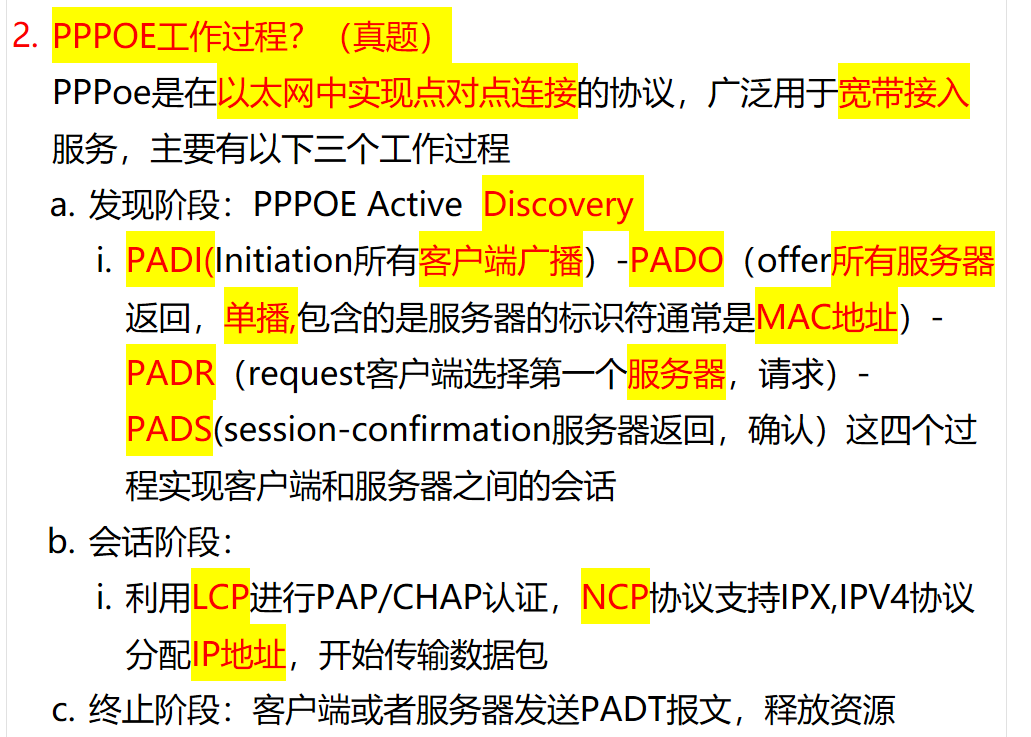 2. PPPOE工作过程？（真题）
PPPoe是在以太网中实现点对点连接的协议，广泛用于宽带接入
服务，主要有以下三个工作过程
a. 发现阶段：PPPOE Active Discovery
i. PADI(Initiation所有客户端广播）-PADO（offer所有服务器
返回，单播,包含的是服务器的标识符通常是MAC地址）-
PADR（request客户端选择第一个服务器，请求）-
PADS(session-confirmation服务器返回，确认）这四个过
程实现客户端和服务器之间的会话
b. 会话阶段：
i. 利用LCP进行PAP/CHAP认证，NCP协议支持IPX,IPV4协议
分配IP地址，开始传输数据包
c. 终止阶段：客户端或者服务器发送PADT报文，释放资源